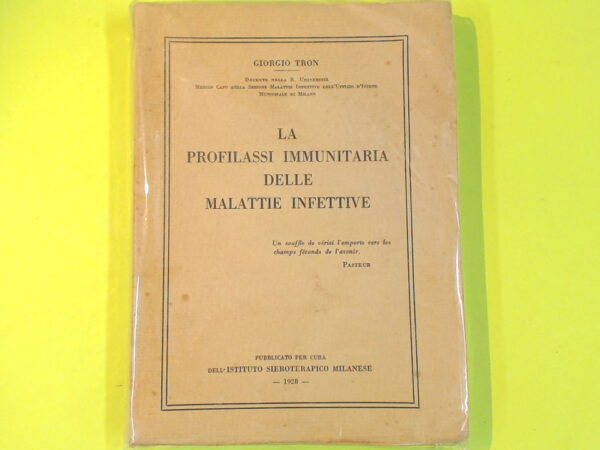 GIORGIO TRON
DOCENTE NELLA R. UNIVERSITÀ
MEDICO CAPO DELLA SEZIONE MALATTIE INFETTIVE DELL'UFFICIO D'IGIENE
MUNICIPALE DI MILANO
LA
PROFILASSI IMMUNITARIA
DELLE
MALATTIE INFETTIVE
Un souffle de vérité l'emporte vers les
champs féconds de l'avenir.
PASTEUR
PUBBLICATO PER CURA
DELL'ISTITUTO SIEROTERAPICO MILANESE
— 1928 —